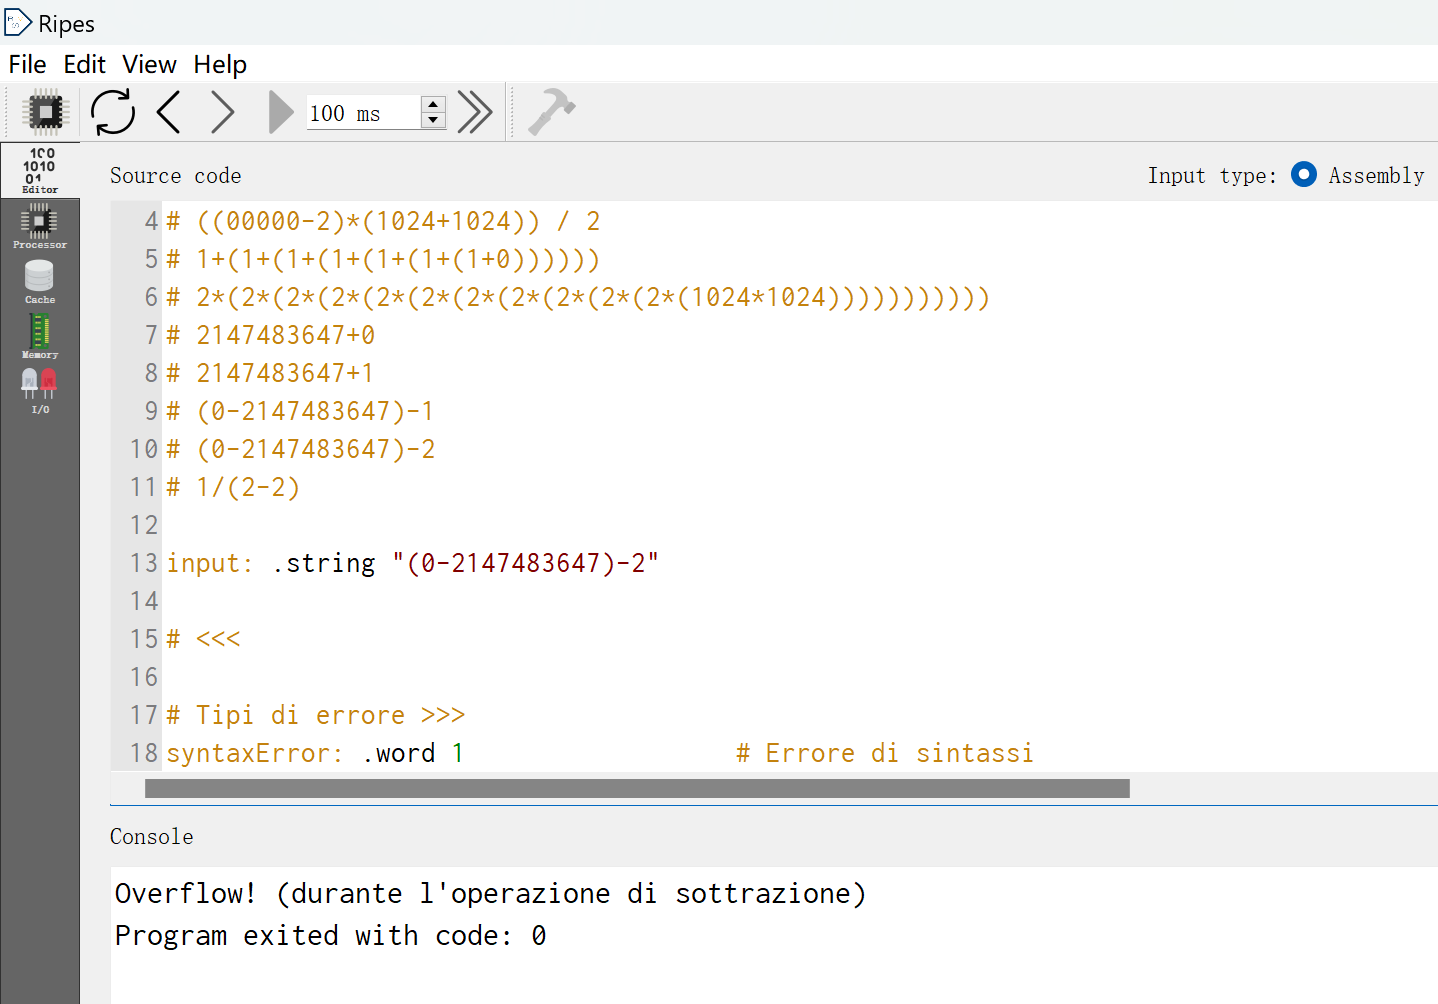 Ripes
File Edit View Help
100 ms
Editor
Processor
Cache
Memory
I/O
Source code
Input type: Assembly
4 # ((00000-2)*(1024+1024)) / 2
5 # 1+(1+(1+(1+(1+(1+(1+0))))))
6 # 2*(2*(2*(2*(2*(2*(2*(2*(2*(2*(2*(1024*1024)))))))))))
7 # 2147483647+0
8 # 2147483647+1
9 # (0-2147483647)-1
10 # (0-2147483647)-2
11 # 1/(2-2)
12
13 input: .string "(0-2147483647)-2"
14
15 # <<<
16
17 # Tipi di errore >>>
18 syntaxError: .word 1 # Errore di sintassi
Console
Overflow! (durante l'operazione di sottrazione)
Program exited with code: 0